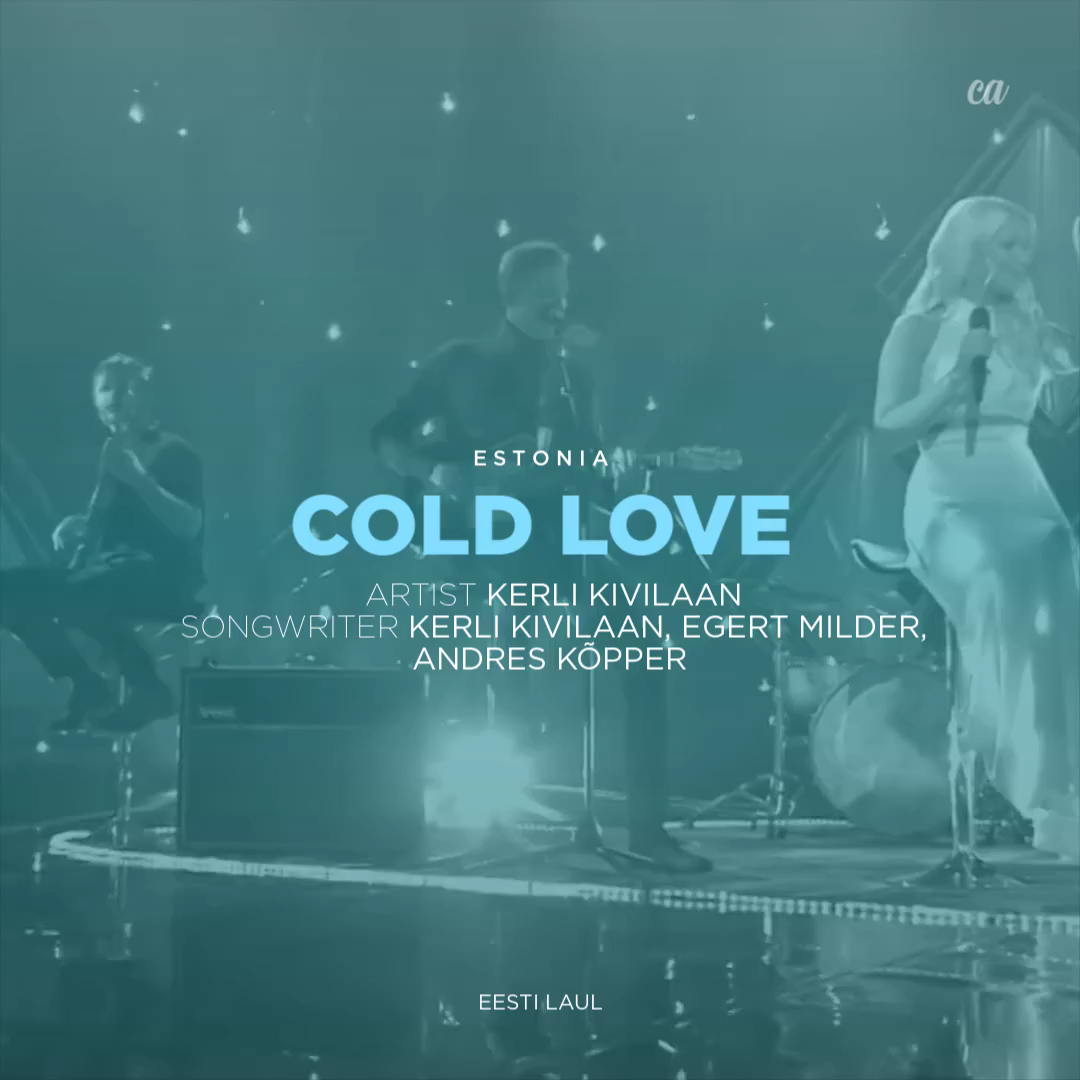 ca
ESTONIA
COLD LOVE
ARTIST KERLI KIVILAAN
SONGWRITER KERLI KIVILAAN, EGERT MILDER,
ANDRES KÕPPER
EESTI LAUL